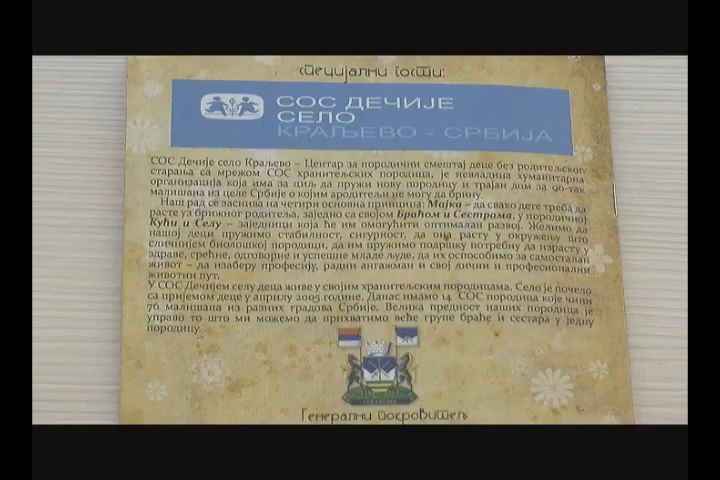 специјални гости:
СОС ДЕЧИЈЕ
СЕЛО
КРАЉЕВО - СРБИЈА
СОС Дечије село Краљево – Центар за породични смештај деце без родитељског
старања са мрежом СОС хранитељских породица, је невладина хуманитарна
организација која има за циљ да пружи нову породицу и трајан дом за 90-так
малишана из целе Србије о којим ародитељи не могу да брину.
Наш рад се заснива на четири основна принципа: Мајка – да свако дете треба да
расте уз брижног родитеља, заједно са својом Браћом и Сестрама, у породичној
Кући и Селу – заједници која ће им омогућити оптималан развој. Желимо да
нашој деци пружимо стабилност, сигурност, да она расту у окружењу што
сличнијем биолошкој породици, да им пружимо подршку потребну да израсту у
здраве, срећне, одговорне и успешне младе људе, да их оспособимо за самосталан
живот – да изаберу професију, радни ангажман и свој лични и професионални
животни пут.
У СОС Дечијем селу деца живе у својим хранитељским породицама. Село је почело
са пријемом деце у априлу 2005.године. Данас имамо 14 СОС породица које чини
76 малишана из разних градова Србије. Велика предност наших породица је
управо то што ми можемо да прихватимо веће групе браће и сестара у једну
породицу.
Генерални покровитељ